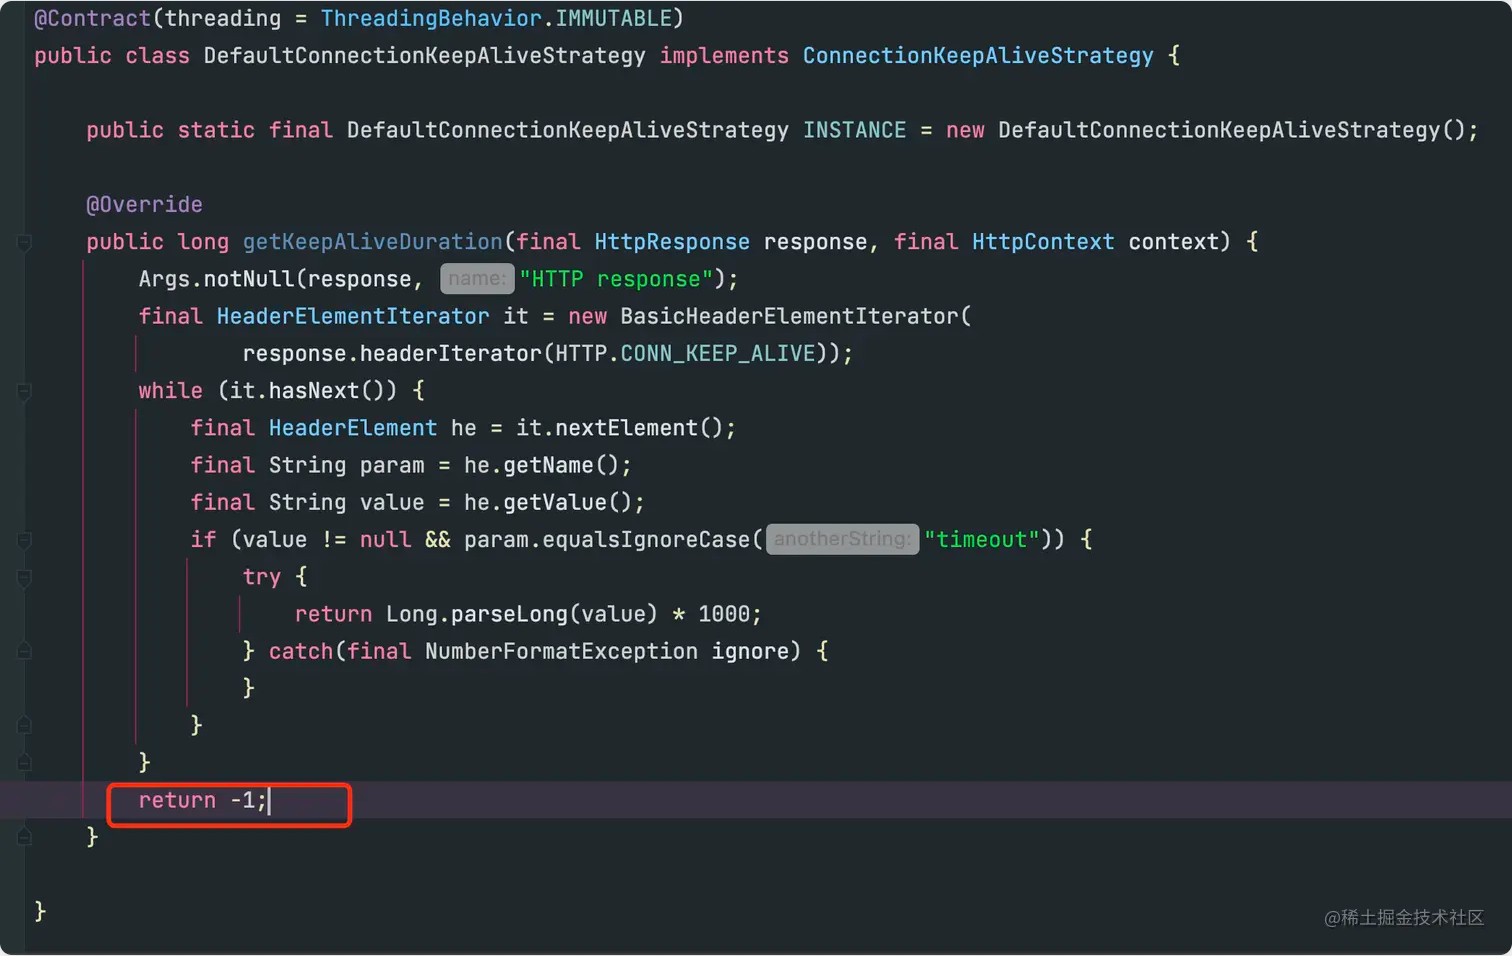 @Contract(threading = ThreadingBehavior.IMMUTABLE)
public class DefaultConnectionKeepAliveStrategy implements ConnectionKeepAliveStrategy {
public static final DefaultConnectionKeepAliveStrategy INSTANCE = new DefaultConnectionKeepAliveStrategy();
@Override
public long getKeepAliveDuration(final HttpResponse response, final HttpContext context) {
Args.notNull(response, name: "HTTP response");
final HeaderElementIterator it = new BasicHeaderElementIterator(
response.headerIterator(HTTP.CONN_KEEP_ALIVE));
while (it.hasNext()) {
final HeaderElement he = it.nextElement();
final String param = he.getName();
final String value = he.getValue();
if (value != null && param.equalsIgnoreCase( anotherString: "timeout")) {
try {
return Long.parseLong(value) * 1000;
} catch(final NumberFormatException ignore) {
}
}
}
return -1;
}
}
@稀土掘金技术社区